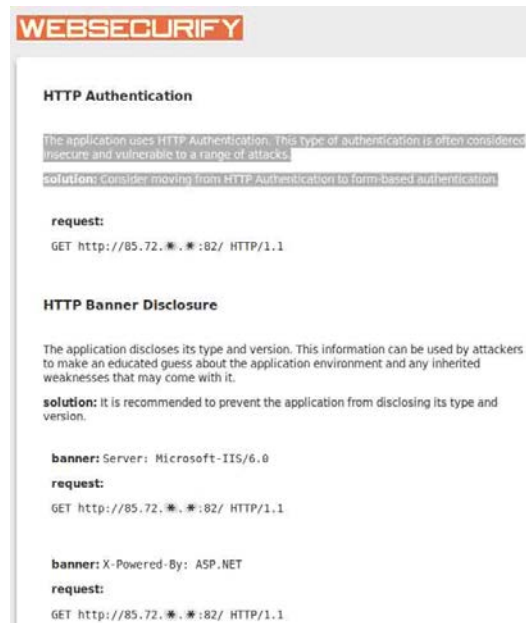 WEBSECURIFY
HTTP Authentication
The application uses HTTP Authentication. This type of authentication is often considered
insecure and vulnerable to a range of attacks.
solution: Consider moving from HTTP Authentication to form-based authentication.
request:
GET http://85.72.*.*:82/ HTTP/1.1
HTTP Banner Disclosure
The application discloses its type and version. This information can be used by attackers
to make an educated guess about the application environment and any inherited
weaknesses that may come with it.
solution: It is recommended to prevent the application from disclosing its type and
version.
banner: Server: Microsoft-IIS/6.0
request:
GET http://85.72.*.*:82/ HTTP/1.1
banner: X-Powered-By: ASP.NET
request:
GET http://85.72.*.*:82/ HTTP/1.1